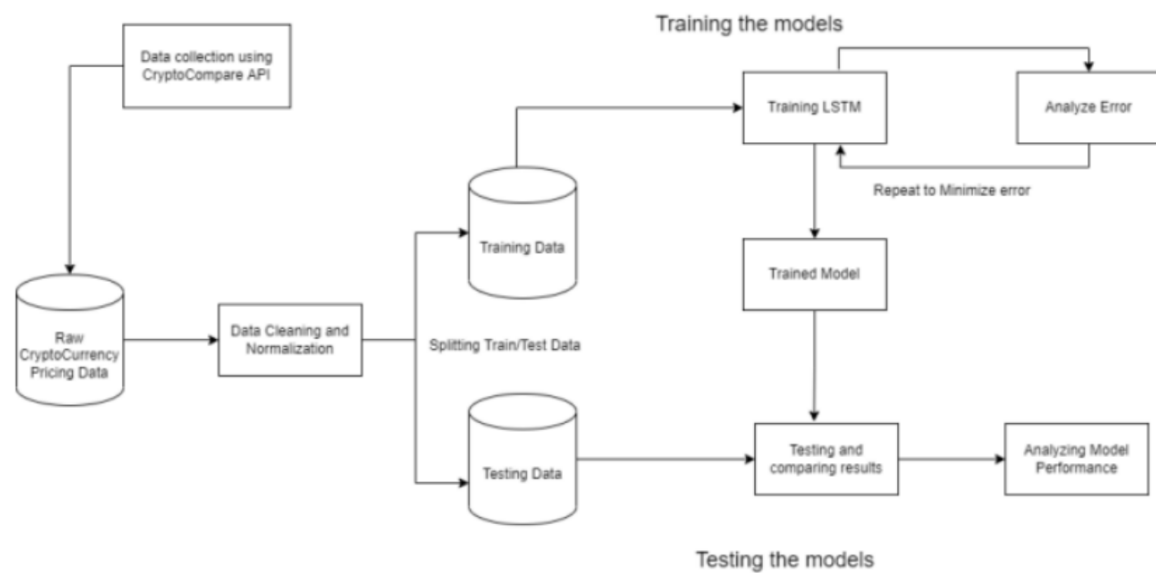 Training the models
Data collection using
CryptoCompare API
Training LSTM
Analyze Error
Repeat to Minimize error
Training Data
Trained Model
Raw
CryptoCurrency
Pricing Data
Data Cleaning and
Normalization
Splitting Train/Test Data
Testing Data
Testing and
comparing results
Analyzing Model
Performance
Testing the models